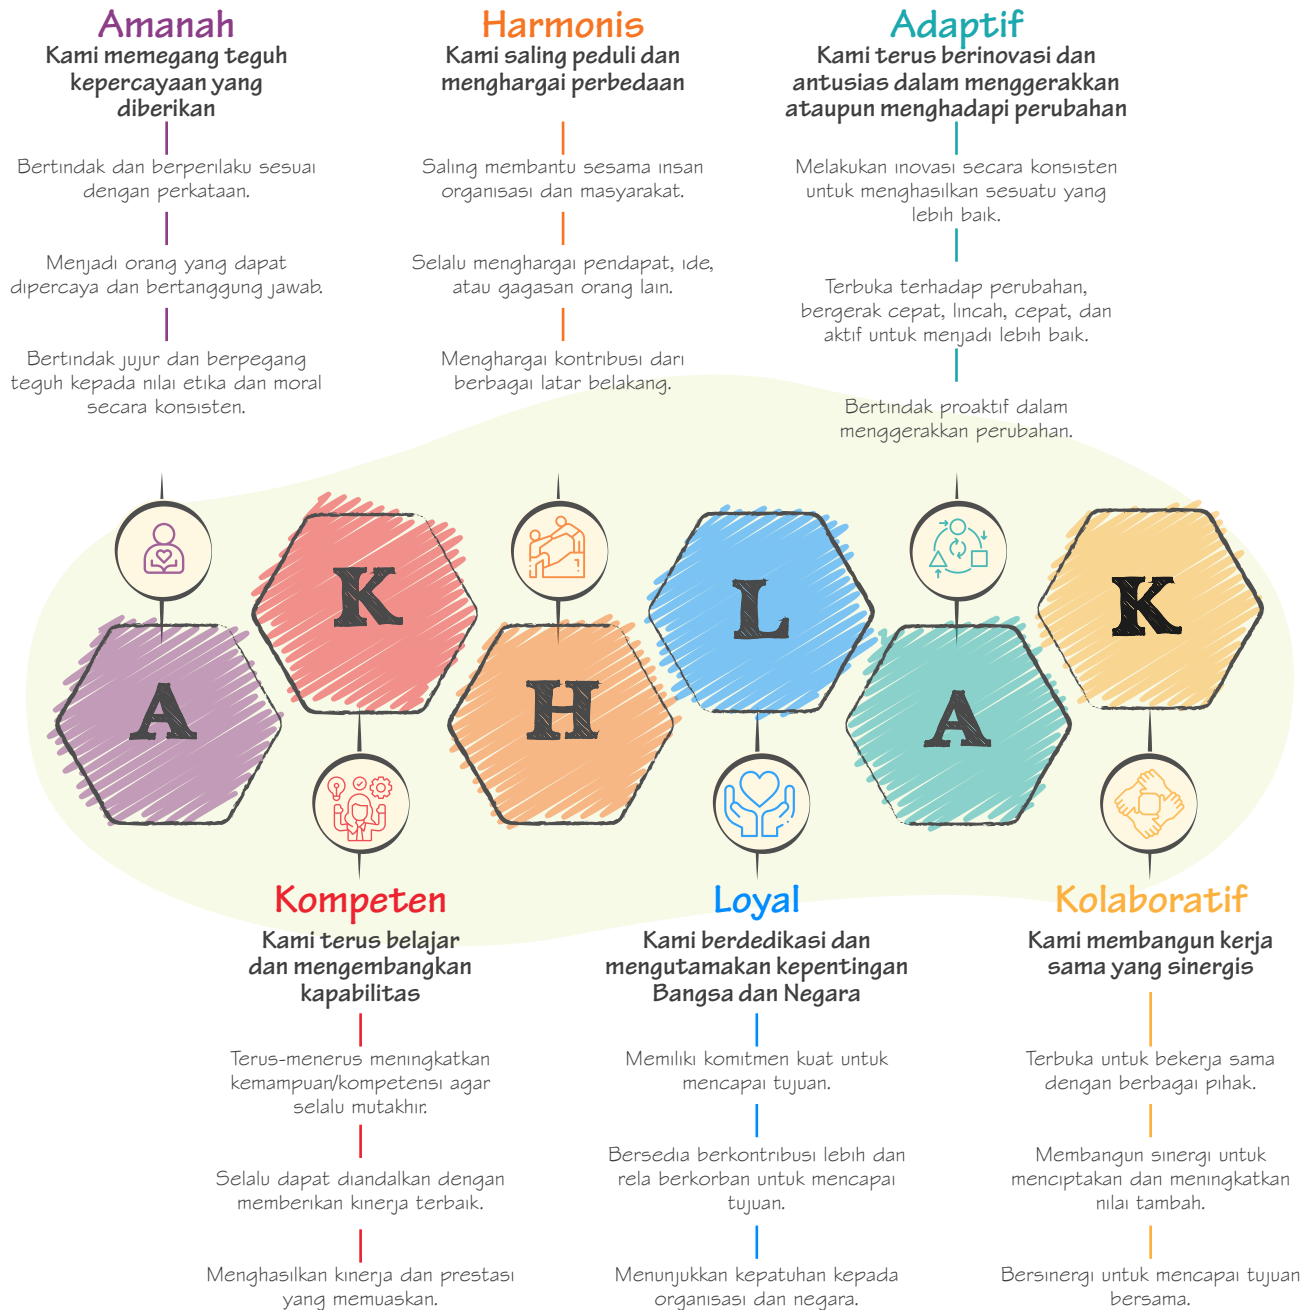 Amanah
Kami memegang teguh
kepercayaan yang
diberikan
Bertindak dan berperilaku sesuai
dengan perkataan.
Menjadi orang yang dapat
dipercaya dan bertanggung jawab.
Bertindak jujur dan berpegang
teguh kepada nilai etika dan moral
secara konsisten.
Harmonis
Kami saling peduli dan
menghargai perbedaan
Saling membantu sesama insan
organisasi dan masyarakat.
Selalu menghargai pendapat, ide,
atau gagasan orang lain.
Menghargai kontribusi dari
berbagai latar belakang.
Adaptif
Kami terus berinovasi dan
antusias dalam menggerakkan
ataupun menghadapi perubahan
Melakukan inovasi secara konsisten
untuk menghasilkan sesuatu yang
lebih baik.
Terbuka terhadap perubahan,
bergerak cepat, lincah, cepat, dan
aktif untuk menjadi lebih baik.
Bertindak proaktif dalam
menggerakkan perubahan.
A
K
H
L
A
K
Kompeten
Kami terus belajar
dan mengembangkan
kapabilitas
Terus-menerus meningkatkan
kemampuan/kompetensi agar
selalu mutakhir.
Selalu dapat diandalkan dengan
memberikan kinerja terbaik.
Menghasilkan kinerja dan prestasi
yang memuaskan.
Loyal
Kami berdedikasi dan
mengutamakan kepentingan
Bangsa dan Negara
Memiliki komitmen kuat untuk
mencapai tujuan.
Bersedia berkontribusi lebih dan
rela berkorban untuk mencapai
tujuan.
Menunjukkan kepatuhan kepada
organisasi dan negara.
Kolaboratif
Kami membangun kerja
sama yang sinergis
Terbuka untuk bekerja sama
dengan berbagai pihak.
Membangun sinergi untuk
menciptakan dan meningkatkan
nilai tambah.
Bersinergi untuk mencapai tujuan
bersama.